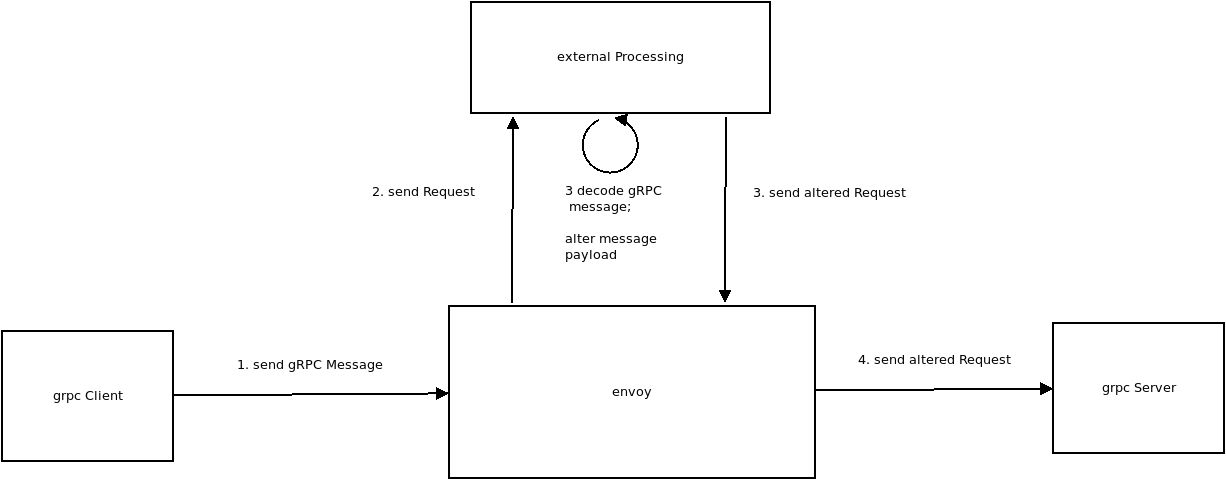 external Processing
2. send Request
3 decode gRPC
message;
alter message
payload
3. send altered Request
1. send gRPC Message
4. send altered Request
grpc Client
envoy
grpc Server